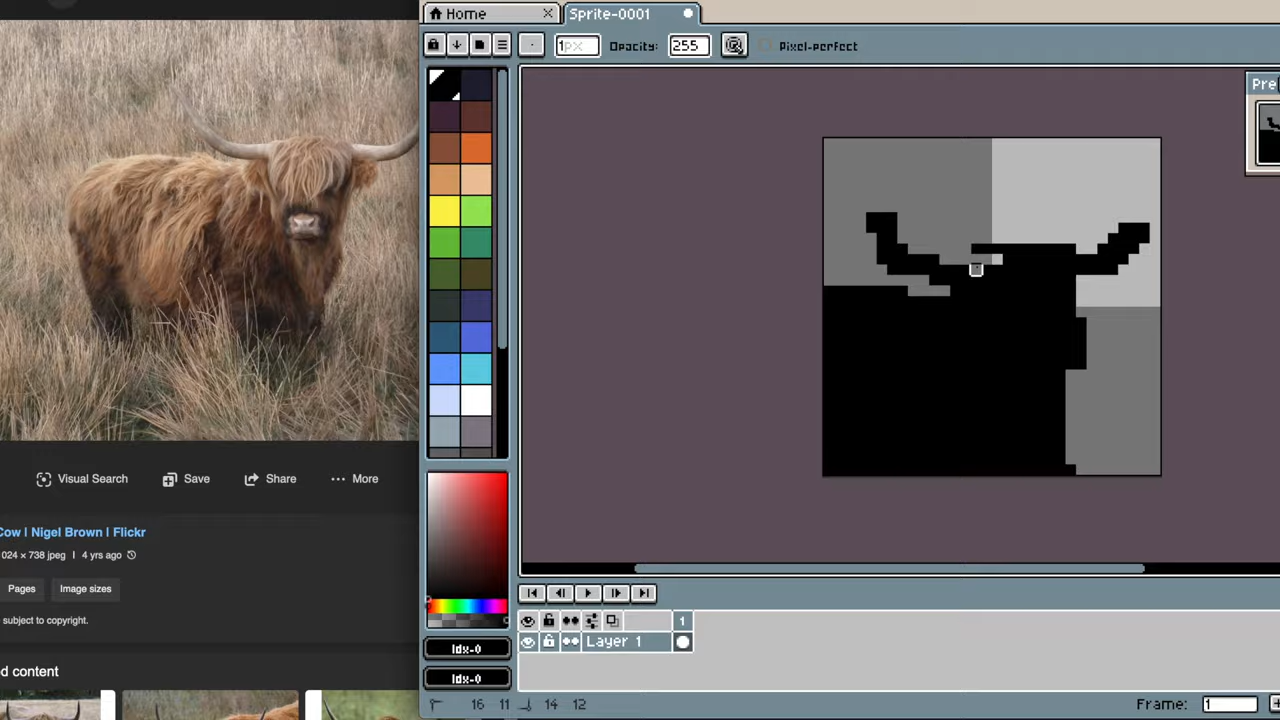 Home
Sprite-0001
1px
Opacity: 255
Pixel-perfect
Visual Search
Save
Share
More
Cow | Nigel Brown | Flickr
024 × 738 jpeg | 4 yrs ago
Pages
Image sizes
subject to copyright.
d content
Idx-0
Idx-0
1
Layer 1
16 11 14 12
Frame: 1